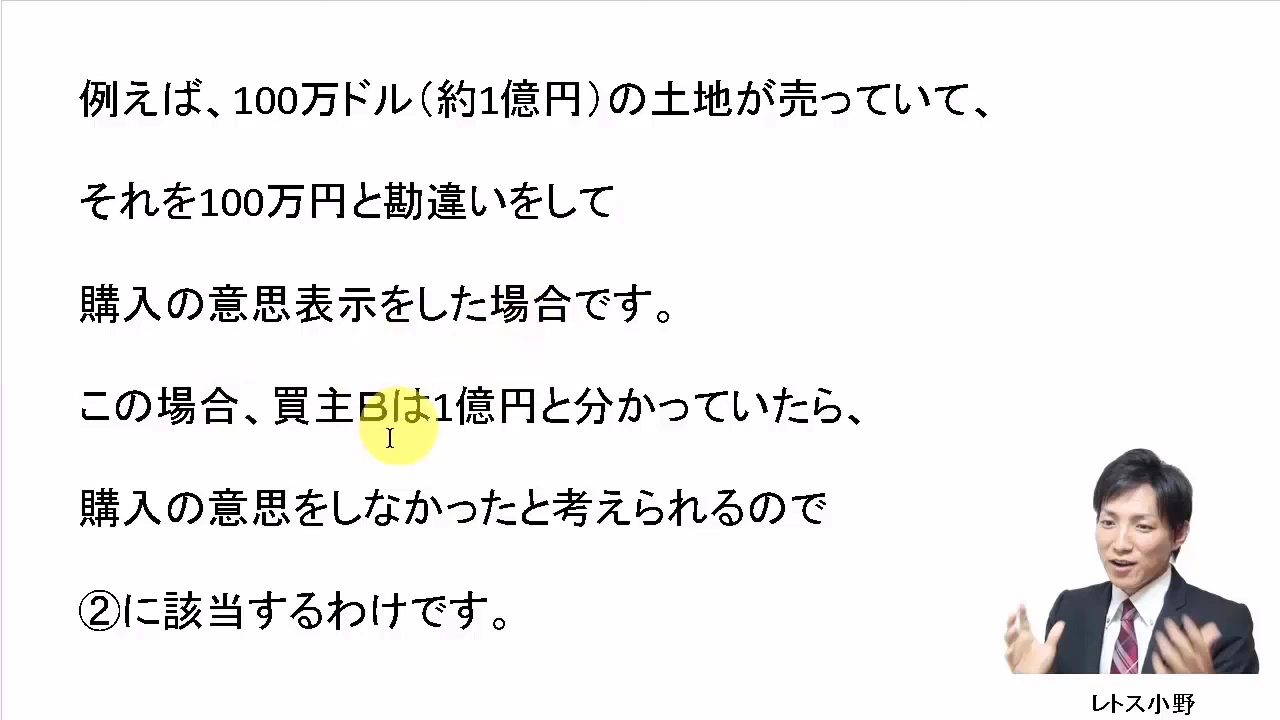 例えば、100万ドル（約1億円）の土地が売っていて、
それを100万円と勘違いをして
購入の意思表示をした場合です。
この場合、買主Ｂは1億円と分かっていたら、
購入の意思をしなかったと考えられるので
②に該当するわけです。
レトス小野